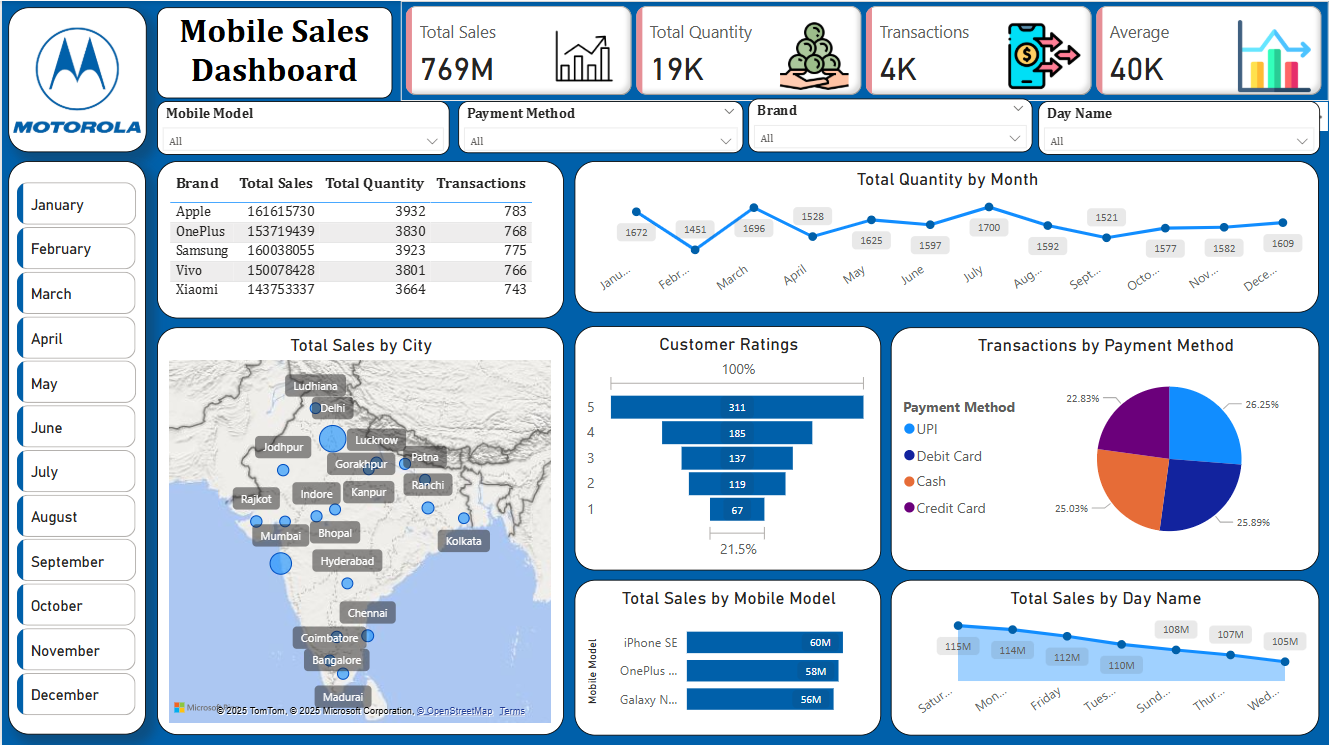 MOTOROLA
Mobile Sales
Dashboard
Total Sales
769M
Total Quantity
19K
Transactions
4K
Average
40K
Mobile Model
All
Payment Method
All
Brand
All
Day Name
All
January
February
March
April
May
June
July
August
September
October
November
December
Brand Total Sales Total Quantity Transactions
Apple 161615730 3932 783
OnePlus 153719439 3830 768
Samsung 160038055 3923 775
Vivo 150078428 3801 766
Xiaomi 143753337 3664 743
Total Quantity by Month
1672 1451 1696 1528 1625 1597 1700 1592 1521 1577 1582 1609
Janu... Febr... March April May June July Aug... Sept... Octo... Nov... Dece...
Total Sales by City
Ludhiana
Delhi
Jodhpur
Lucknow
Gorakhpur
Patna
Rajkot
Indore
Kanpur
Ranchi
Mumbai
Bhopal
Kolkata
Hyderabad
Chennai
Coimbatore
Bangalore
Madurai
© 2025 TomTom, © 2025 Microsoft Corporation, © OpenStreetMap Terms
Customer Ratings
100%
5 311
4 185
3 137
2 119
1 67
21.5%
Transactions by Payment Method
Payment Method
UPI
Debit Card
Cash
Credit Card
22.83%
26.25%
25.03%
25.89%
Total Sales by Mobile Model
Mobile Model
iPhone SE 60M
OnePlus ... 58M
Galaxy N... 56M
Total Sales by Day Name
115M 114M 112M 110M 108M 107M 105M
Satur... Mon... Friday Tues... Sund... Thur... Wed...